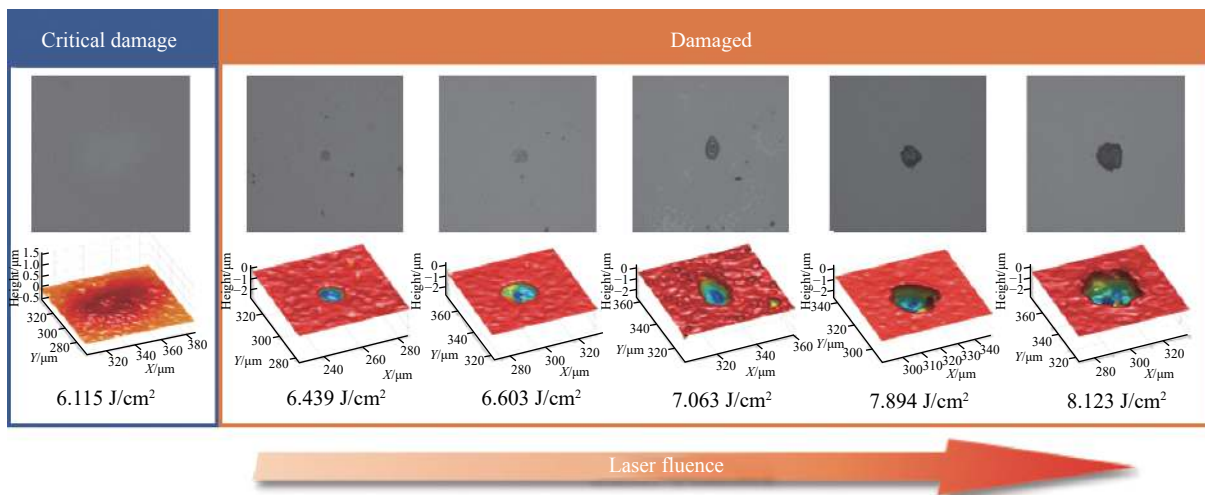 Critical damage
Damaged
Height/μm
1.5
1.0
0.5
0
−0.5
320
300
280
Y/μm
320
340
360
380
X/μm
6.115 J/cm²
Height/μm
0
−1
−2
320
300
280
Y/μm
240
260
280
X/μm
6.439 J/cm²
Height/μm
0
−1
−2
360
340
320
Y/μm
280
300
320
X/μm
6.603 J/cm²
Height/μm
0
−1
−2
360
340
320
Y/μm
320
340
360
X/μm
7.063 J/cm²
Height/μm
0
−1
−2
340
300
Y/μm
300
310
320
330
340
X/μm
7.894 J/cm²
Height/μm
0
−1
−2
360
340
320
Y/μm
280
300
320
X/μm
8.123 J/cm²
Laser fluence